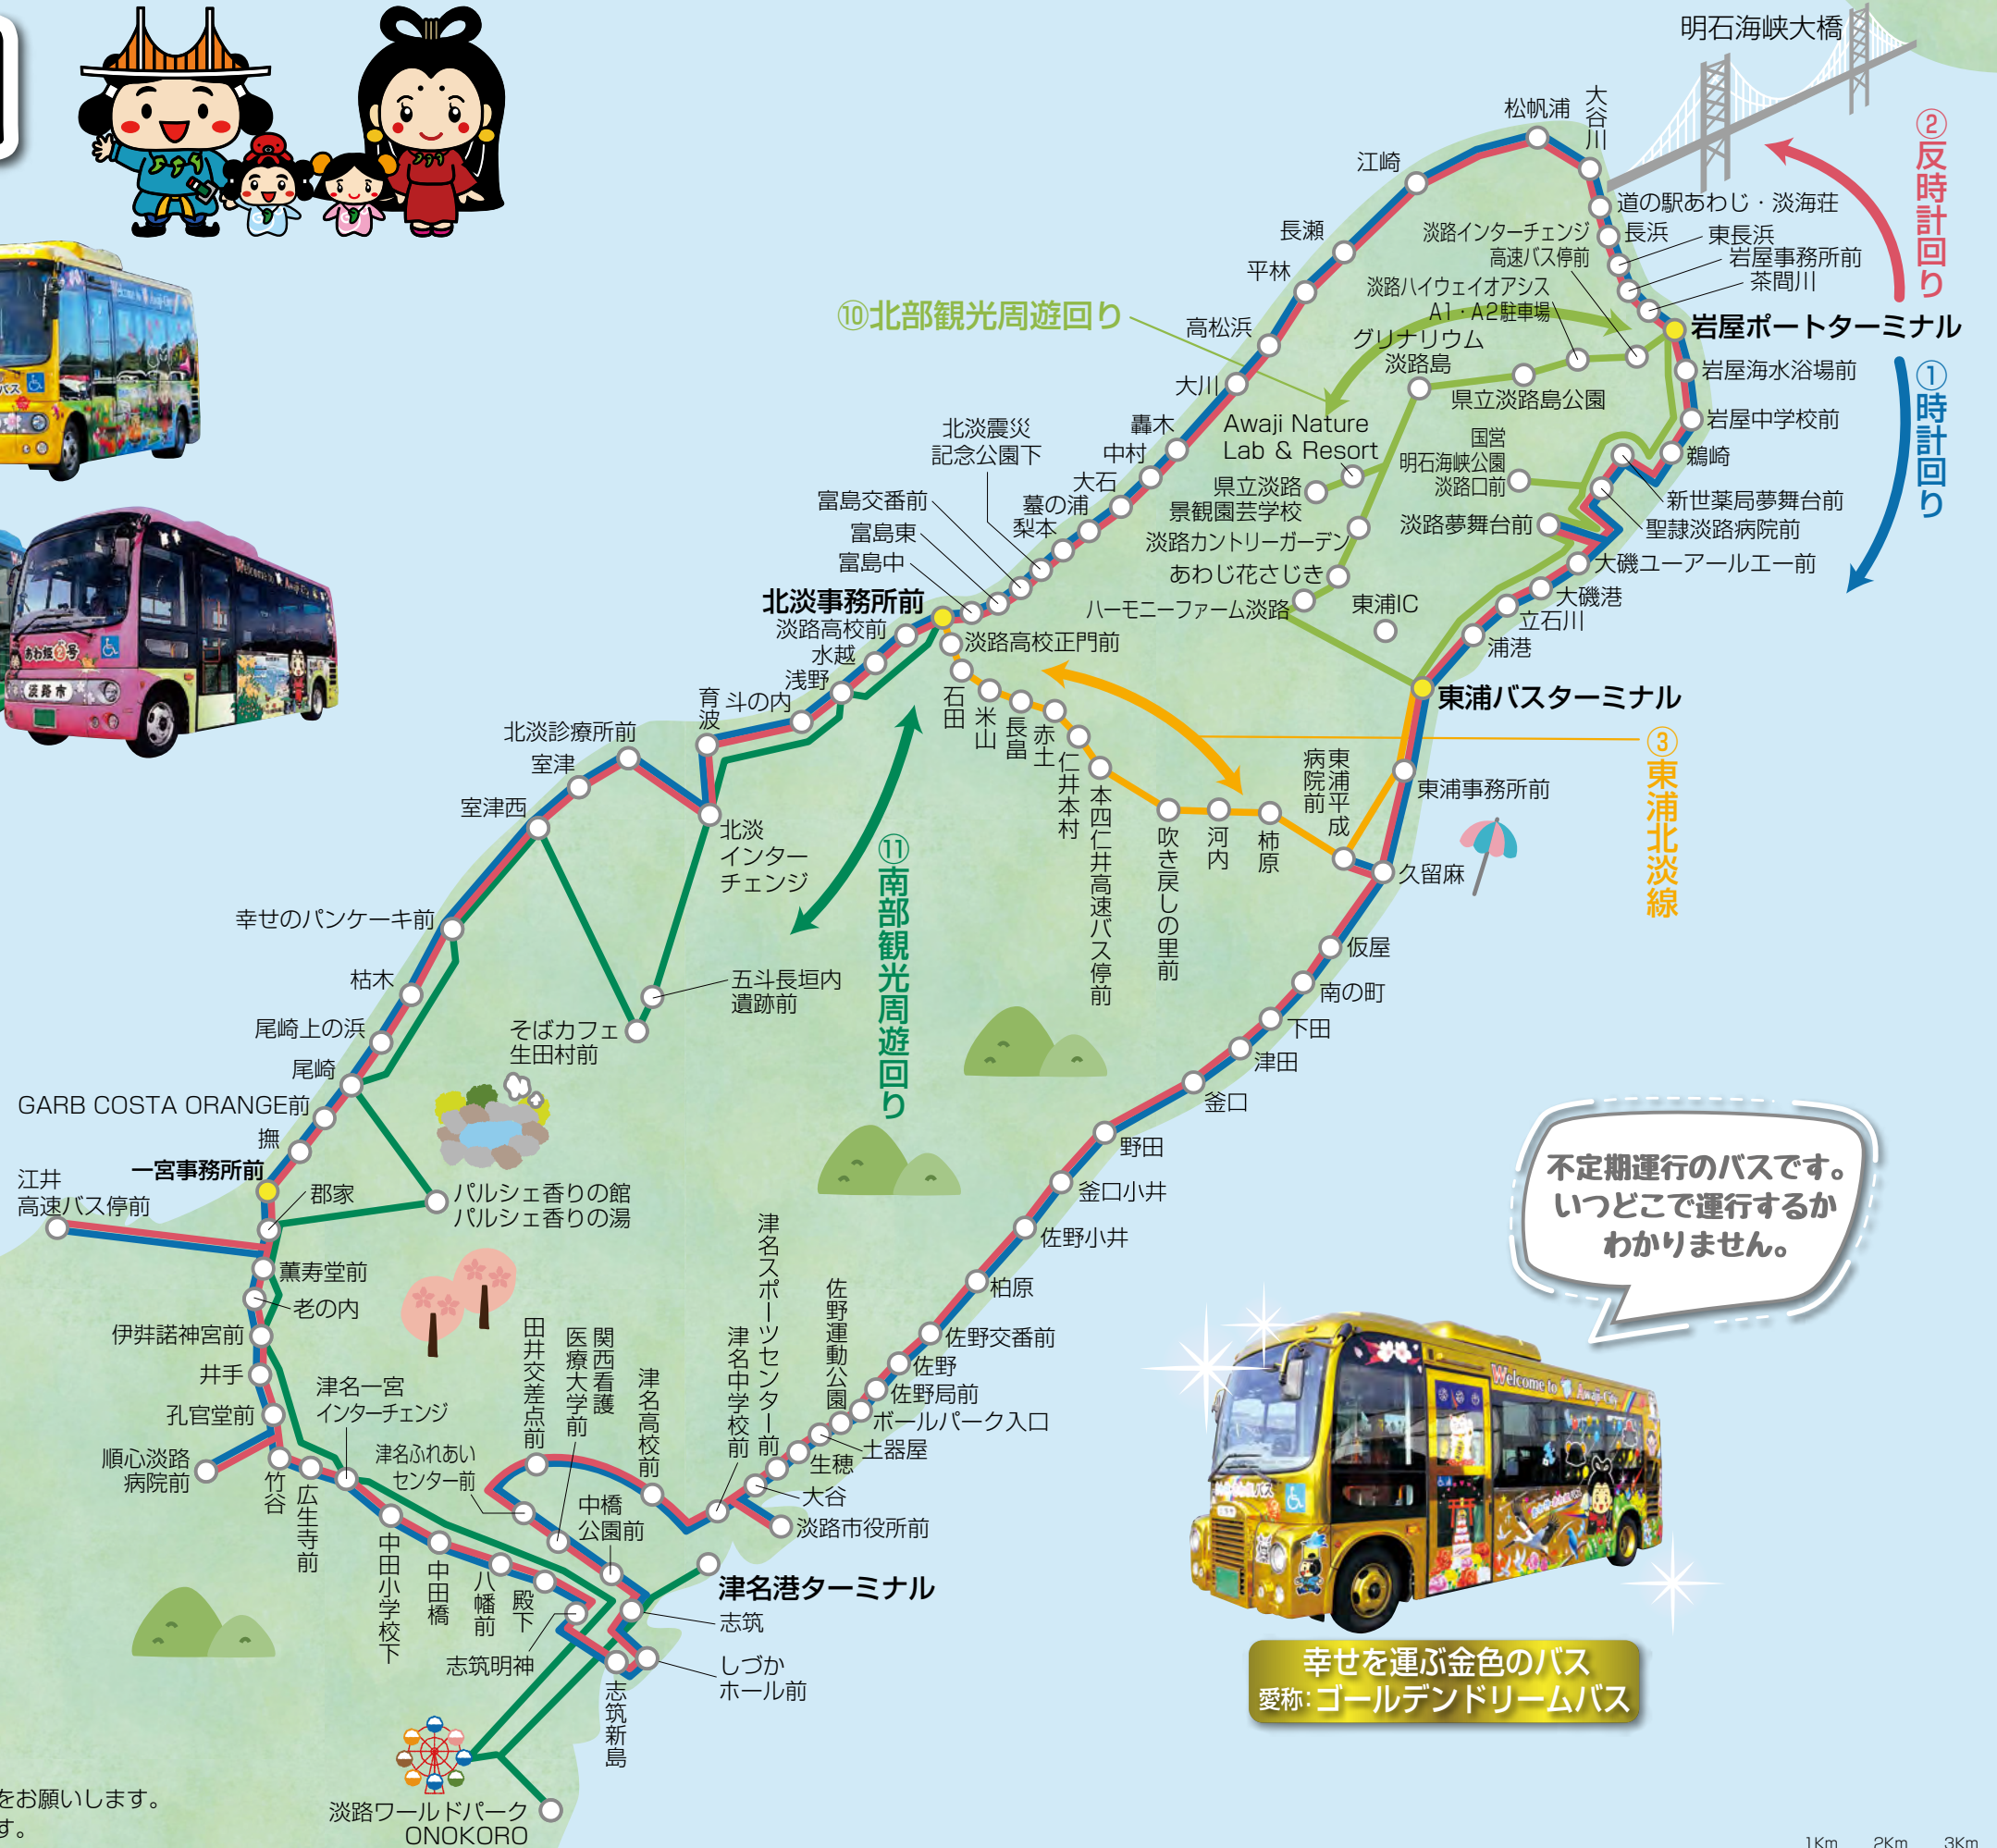 明石海峡大橋
②反時計回り
①時計回り
松帆浦
大谷川
江崎
道の駅あわじ・淡海荘
長浜
東長浜
岩屋事務所前
茶間川
岩屋ポートターミナル
淡路インターチェンジ
高速バス停前
淡路ハイウェイオアシス
A1・A2駐車場
グリナリウム
淡路島
県立淡路島公園
⑩北部観光周遊回り
長瀬
平林
高松浜
大川
轟木
中村
大石
蟇の浦
梨本
北淡震災
記念公園下
富島交番前
富島東
富島中
北淡事務所前
淡路高校前
水越
浅野
斗の内
育波
北淡診療所前
室津
室津西
北淡
インター
チェンジ
岩屋海水浴場前
岩屋中学校前
鵜崎
新世薬局夢舞台前
聖隷淡路病院前
国営
明石海峡公園
淡路口前
淡路夢舞台前
大磯ユーアールエー前
大磯港
立石川
浦港
Awaji Nature
Lab & Resort
県立淡路
景観園芸学校
淡路カントリーガーデン
あわじ花さじき
ハーモニーファーム淡路
東浦IC
東浦バスターミナル
③東浦北淡線
淡路高校正門前
石田
米山
長畠
赤土
仁井本村
本四仁井高速バス停前
吹き戻しの里前
河内
柿原
東浦平成
病院前
東浦事務所前
久留麻
仮屋
南の町
下田
津田
釜口
野田
釜口小井
佐野小井
柏原
佐野交番前
佐野
佐野局前
ボールパーク入口
佐野運動公園
土器屋
生穂
津名スポーツセンター前
大谷
淡路市役所前
津名中学校前
津名高校前
関西看護
医療大学前
田井交差点前
津名ふれあい
センター前
中橋
公園前
津名港ターミナル
志筑
しづか
ホール前
志筑新島
志筑明神
殿下
八幡前
中田橋
中田小学校下
津名一宮
インターチェンジ
広生寺前
竹谷
順心淡路
病院前
孔官堂前
井手
伊弉諾神宮前
老の内
薫寿堂前
郡家
江井
高速バス停前
一宮事務所前
撫
GARB COSTA ORANGE前
尾崎
尾崎上の浜
枯木
幸せのパンケーキ前
⑪南部観光周遊回り
五斗長垣内
遺跡前
そばカフェ
生田村前
パルシェ香りの館
パルシェ香りの湯
淡路ワールドパーク
ONOKORO
不定期運行のバスです。
いつどこで運行するか
わかりません。
Welcome to Awaji-City
幸せを運ぶ金色のバス
愛称:ゴールデンドリームバス
Welcome to Awaji-City
あわ姫2号
淡路市
バス
をお願いします。
す。
1Km 2Km 3Km